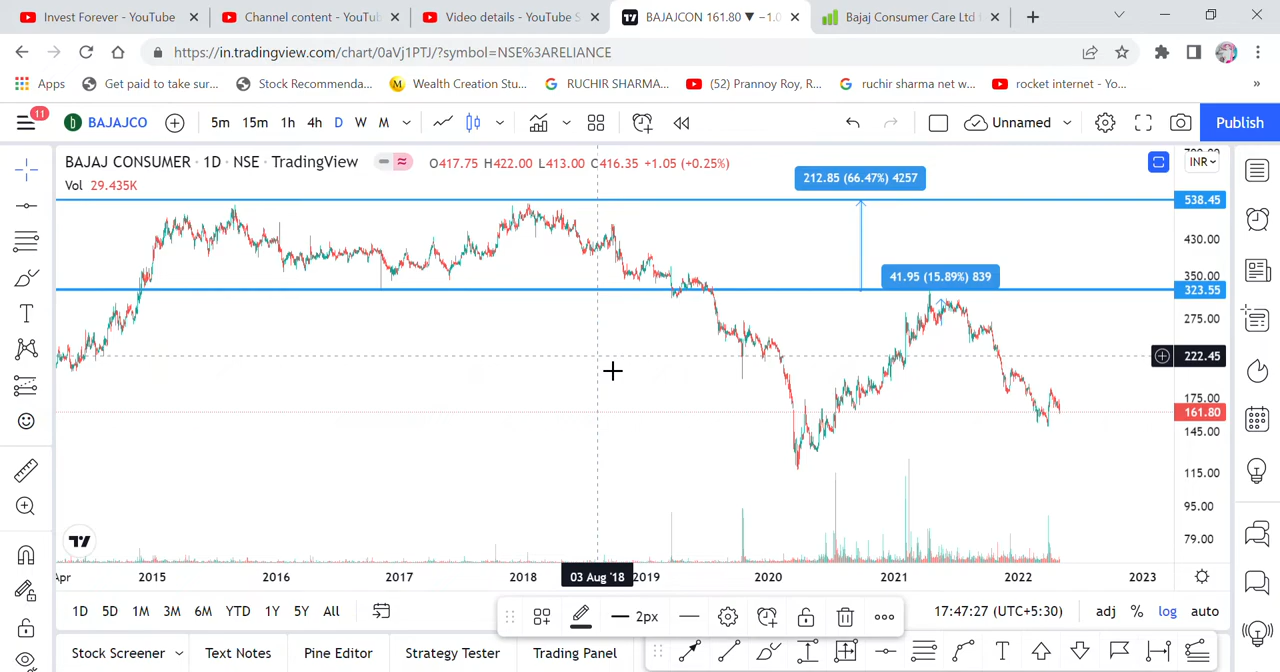 Invest Forever - YouTube
Channel content - YouTub
Video details - YouTube S
BAJAJCON 161.80 ▼ −1.0
Bajaj Consumer Care Ltd
https://in.tradingview.com/chart/0aVj1PTJ/?symbol=NSE%3ARELIANCE
Apps
Get paid to take sur...
Stock Recommenda...
Wealth Creation Stu...
RUCHIR SHARMA...
(52) Prannoy Roy, R...
ruchir sharma net w...
rocket internet - Yo...
»
11
BAJAJCO
5m 15m 1h 4h D W M
Unnamed
Publish
BAJAJ CONSUMER · 1D · NSE · TradingView
O417.75 H422.00 L413.00 C416.35 +1.05 (+0.25%)
INR
Vol 29.435K
212.85 (66.47%) 4257
538.45
430.00
41.95 (15.89%) 839
350.00
323.55
275.00
222.45
175.00
161.80
145.00
115.00
95.00
79.00
Apr 2015 2016 2017 2018 03 Aug '18 2019 2020 2021 2022 2023
1D 5D 1M 3M 6M YTD 1Y 5Y All
2px
17:47:27 (UTC+5:30)
adj % log auto
Stock Screener
Text Notes
Pine Editor
Strategy Tester
Trading Panel